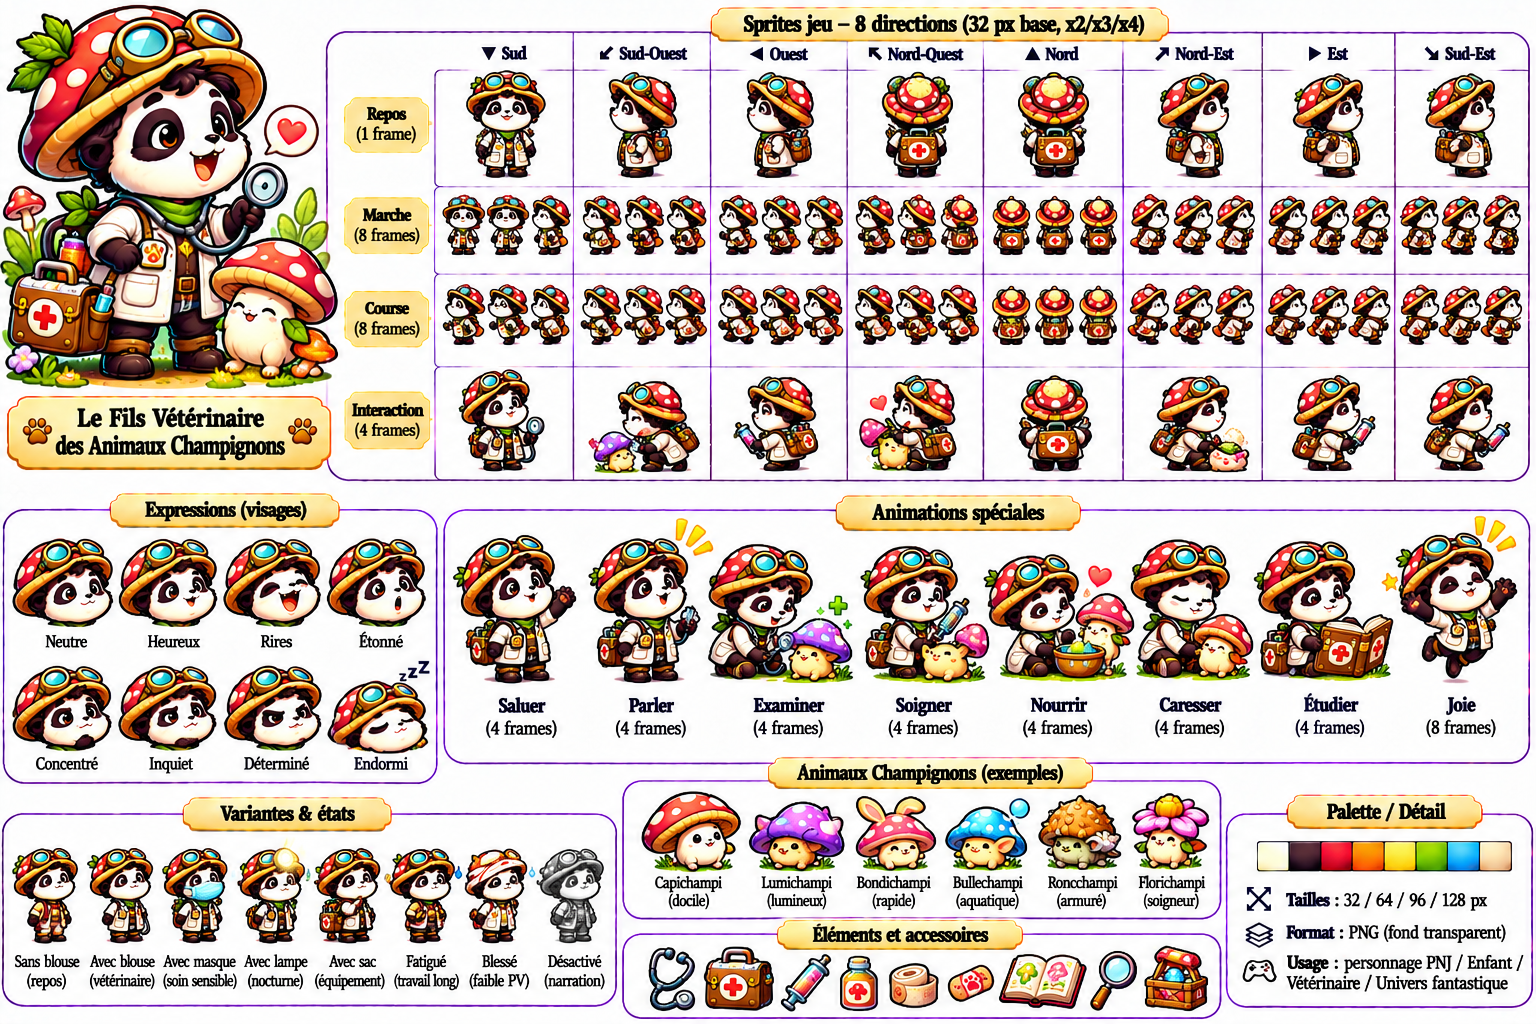 Sprites jeu – 8 directions (32 px base, x2/x3/x4)
▼ Sud
↙ Sud-Ouest
◀ Ouest
↖ Nord-Quest
▲ Nord
↗ Nord-Est
▶ Est
↘ Sud-Est
Repos
(1 frame)
Marche
(8 frames)
Course
(8 frames)
Interaction
(4 frames)
Le Fils Vétérinaire
des Animaux Champignons
Expressions (visages)
Neutre
Heureux
Rires
Étonné
zzZ
Concentré
Inquiet
Déterminé
Endormi
Animations spéciales
Saluer
(4 frames)
Parler
(4 frames)
Examiner
(4 frames)
Soigner
(4 frames)
Nourrir
(4 frames)
Caresser
(4 frames)
Étudier
(4 frames)
Joie
(8 frames)
Variantes & états
Sans blouse
(repos)
Avec blouse
(vétérinaire)
Avec masque
(soin sensible)
Avec lampe
(nocturne)
Avec sac
(équipement)
Fatigué
(travail long)
Blessé
(faible PV)
Désactivé
(narration)
Animaux Champignons (exemples)
Capichampi
(docile)
Lumichampi
(lumineux)
Bondichampi
(rapide)
Bullechampi
(aquatique)
Roncchampi
(armuré)
Florichampi
(soigneur)
Éléments et accessoires
Palette / Détail
Tailles : 32 / 64 / 96 / 128 px
Format : PNG (fond transparent)
Usage : personnage PNJ / Enfant /
Vétérinaire / Univers fantastique